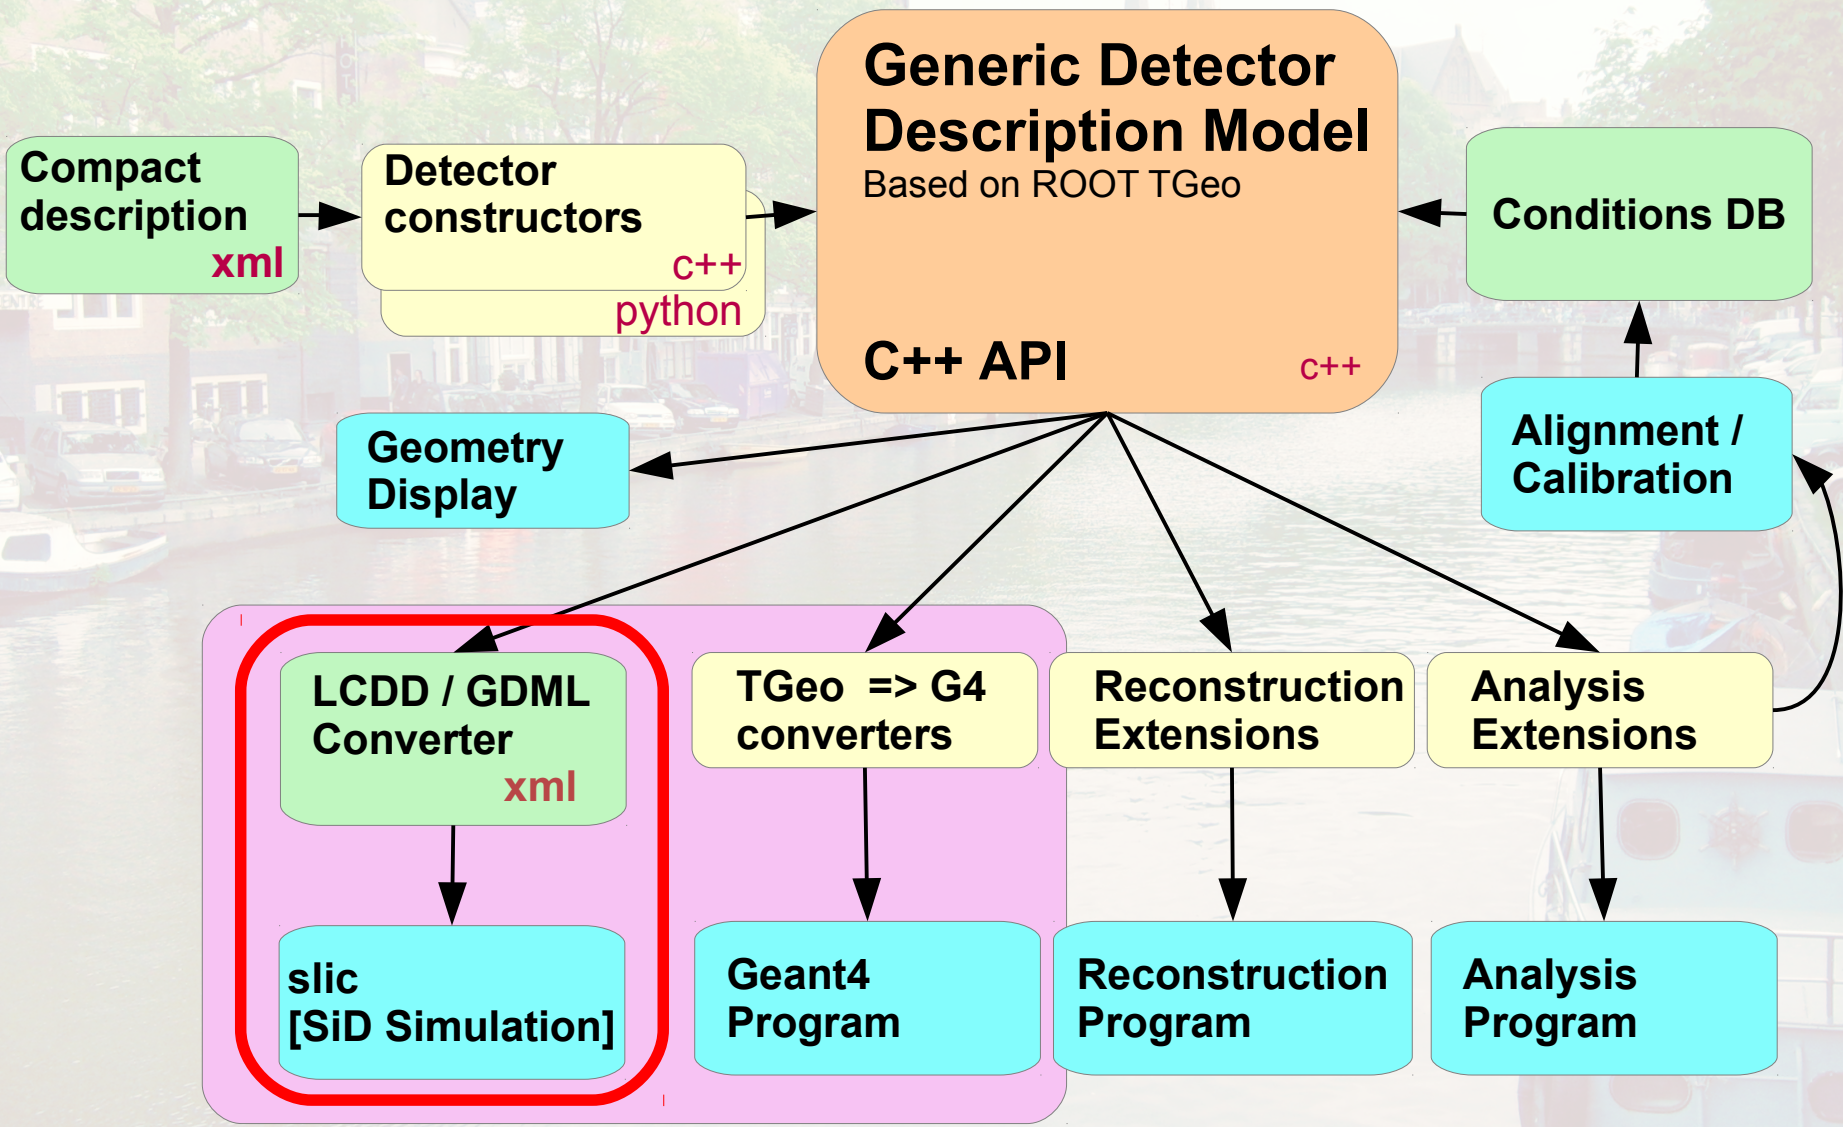 Generic Detector
Description Model
Based on ROOT TGeo
C++ API
c++
Compact
description
xml
Detector
constructors
c++
python
Conditions DB
Geometry
Display
Alignment /
Calibration
LCDD / GDML
Converter
xml
TGeo => G4
converters
Reconstruction
Extensions
Analysis
Extensions
slic
[SiD Simulation]
Geant4
Program
Reconstruction
Program
Analysis
Program